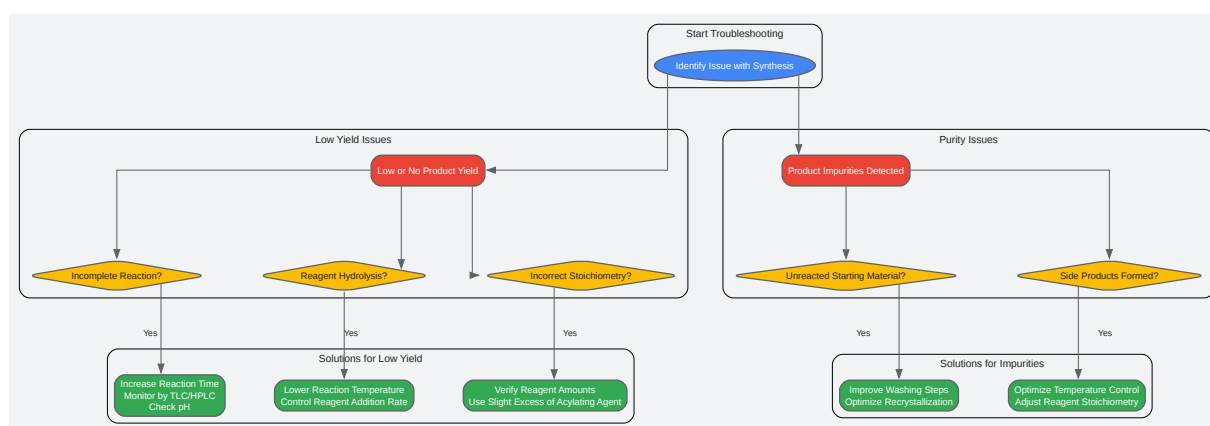 Start Troubleshooting
Identify Issue with Synthesis
Low Yield Issues
Purity Issues
Low or No Product Yield
Product Impurities Detected
Incomplete Reaction?
Reagent Hydrolysis?
Incorrect Stoichiometry?
Unreacted Starting Material?
Side Products Formed?
Yes
Yes
Yes
Yes
Yes
Solutions for Low Yield
Increase Reaction Time
Monitor by TLC/HPLC
Check pH
Lower Reaction Temperature
Control Reagent Addition Rate
Verify Reagent Amounts
Use Slight Excess of Acylating Agent
Solutions for Impurities
Improve Washing Steps
Optimize Recrystallization
Optimize Temperature Control
Adjust Reagent Stoichiometry